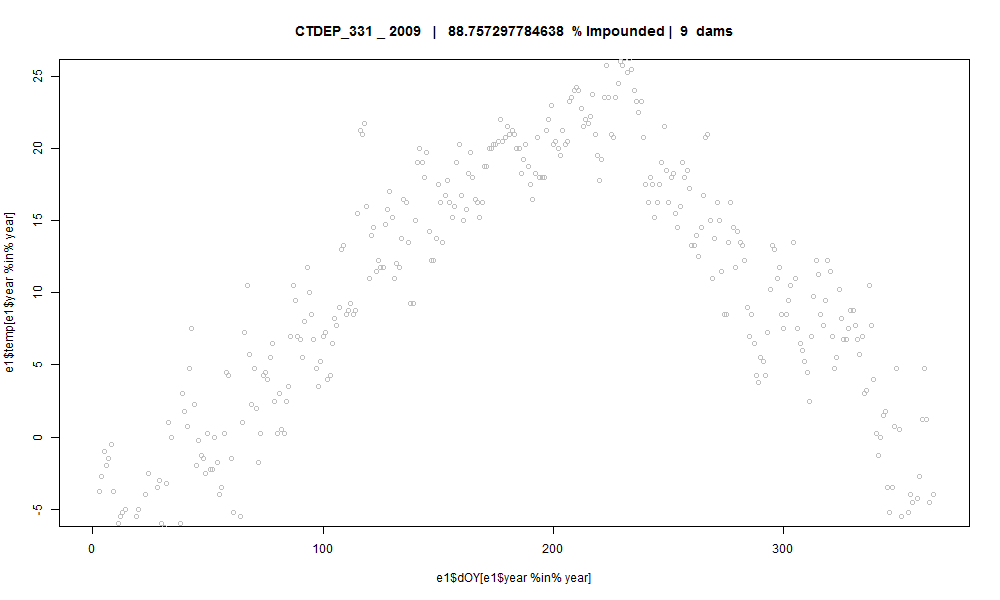 CTDEP_331 _ 2009 | 88.757297784638 % Impounded | 9 dams
e1$temp[e1$year %in% year]
25
20
15
10
5
0
-5
0 100 200 300
e1$dOY[e1$year %in% year]